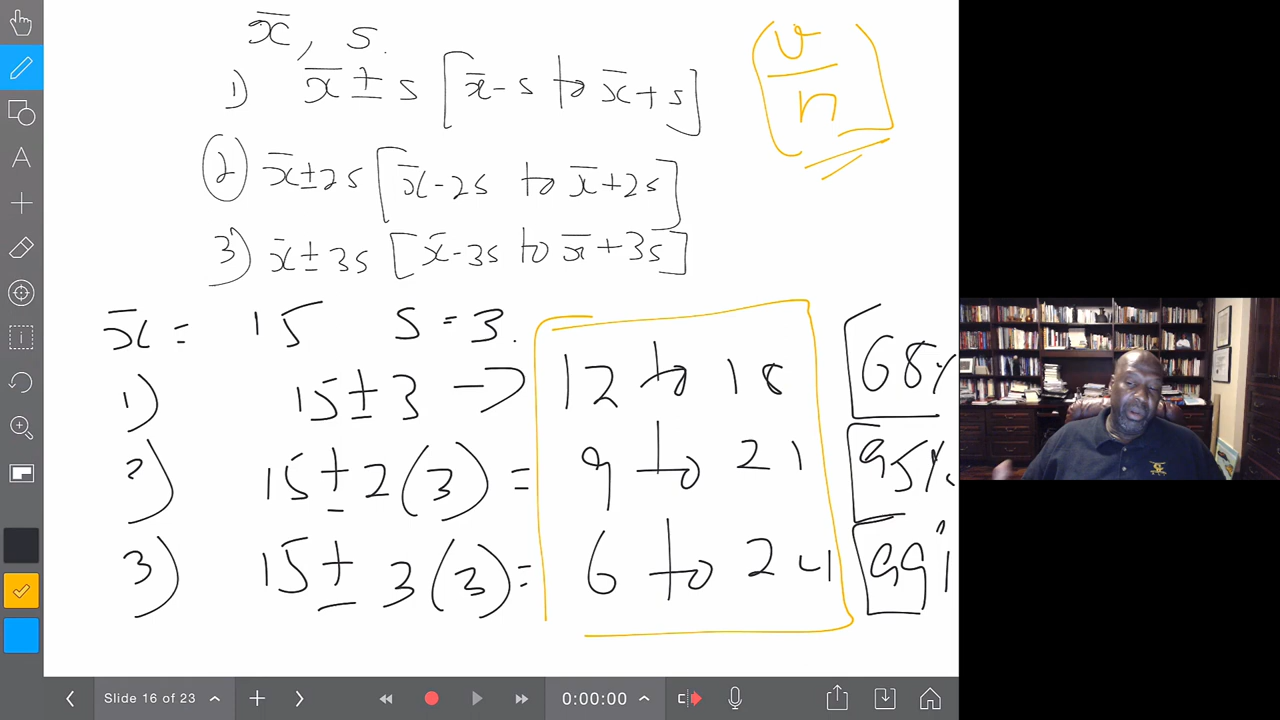 x̄, s.
1) x̄ ± s [x̄-s to x̄+s]
v/n
2) x̄±2s [x̄-2s to x̄+2s]
3) x̄±3s [x̄-3s to x̄+3s]
x̄ = 15 s = 3.
1) 15±3 → 12 to 18 68%
2) 15±2(3) = 9 to 21 95%
3) 15±3(3) = 6 to 24
A
Slide 16 of 23
0:00:00